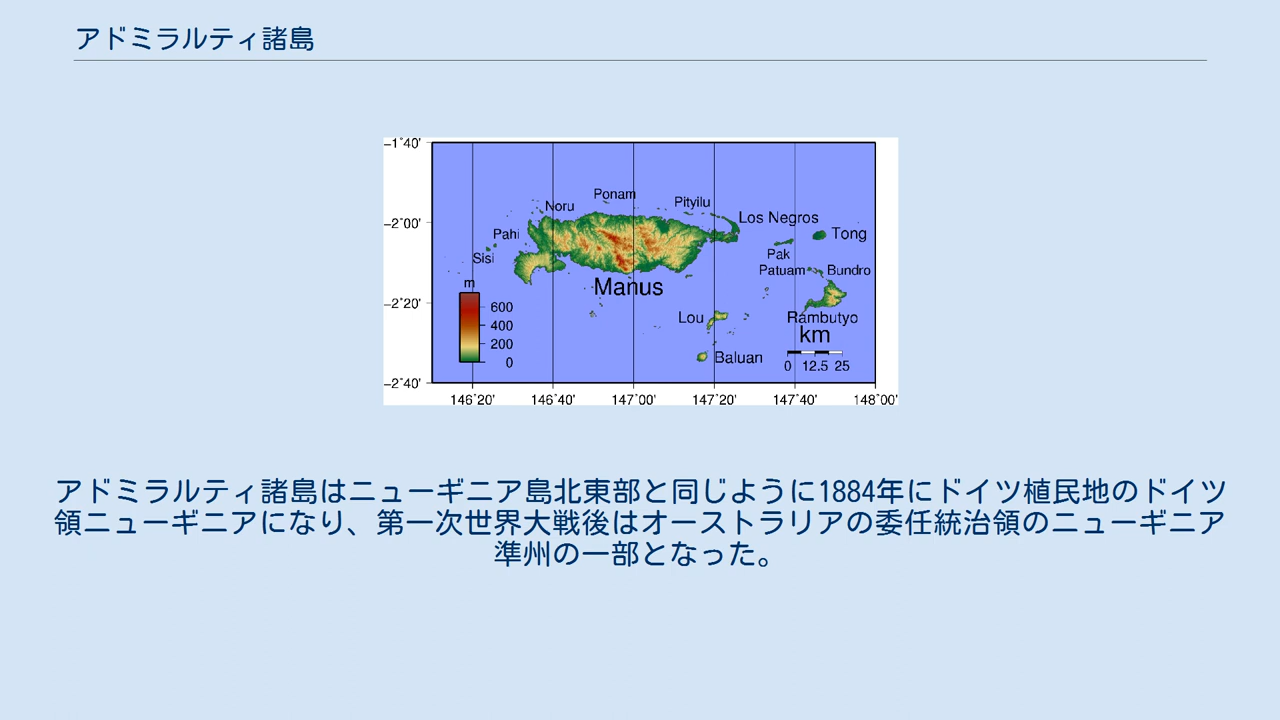 アドミラルティ諸島
−1˚40'
−2˚00'
−2˚20'
−2˚40'
146˚20'
146˚40'
147˚00'
147˚20'
147˚40'
148˚00'
Noru
Ponam
Pityilu
Los Negros
Pahi
Tong
Sisi
Pak
Patuam
Bundro
Manus
Lou
Rambutyo
Baluan
m
600
400
200
0
km
0 12.5 25
アドミラルティ諸島はニューギニア島北東部と同じように1884年にドイツ植民地のドイツ
領ニューギニアになり、第一次世界大戦後はオーストラリアの委任統治領のニューギニア
準州の一部となった。